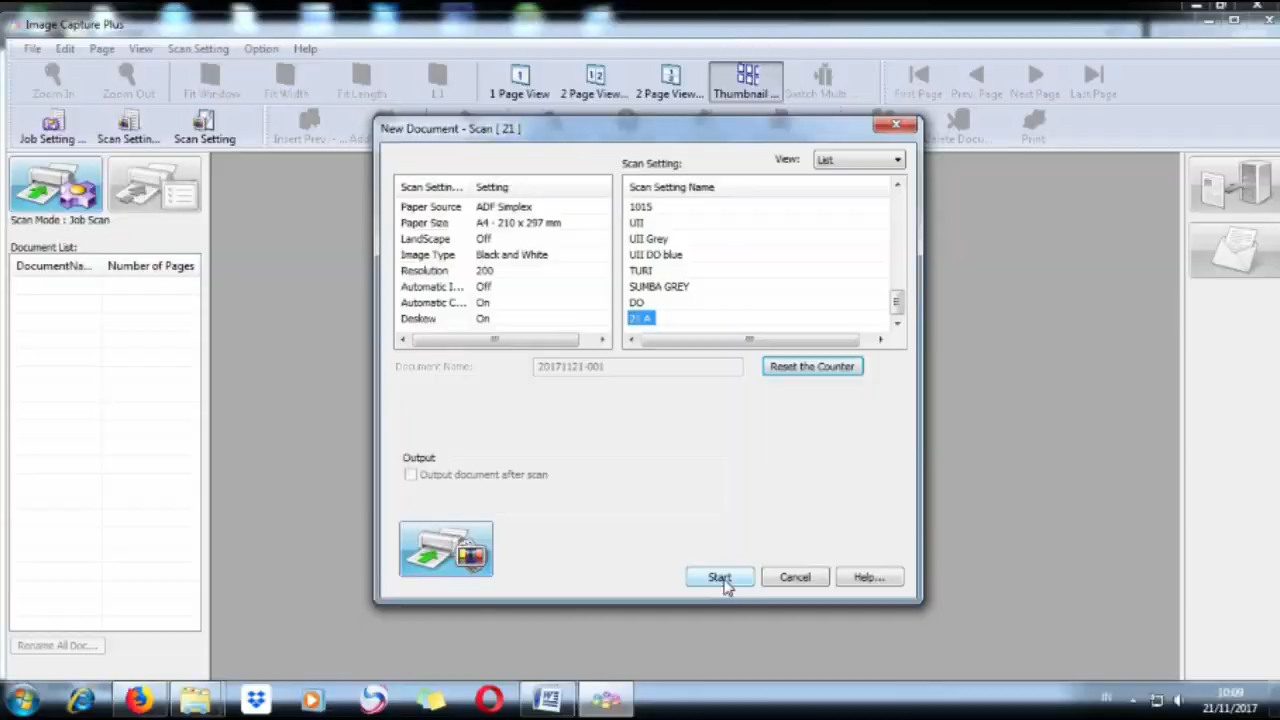 Image Capture Plus
File Edit Page View Scan Setting Option Help
Zoom In Zoom Out Fit Window Fit Width Fit Length 1:1 1 Page View 2 Page View... 2 Page View... Thumbnail ... Switch Mult... First Page Prev. Page Next Page Last Page
Job Setting ... Scan Settin... Scan Setting Insert Prev... Print
New Document - Scan [ 21 ]
Scan Setting: View: List
Scan Settin... Setting
Paper Source ADF Simplex
Paper Size A4 - 210 x 297 mm
LandScape Off
Image Type Black and White
Resolution 200
Automatic I... Off
Automatic C... On
Deskew On
Scan Setting Name
1015
UII
UII Grey
UII DO blue
TURI
SUMBA GREY
DO
21 A
Document Name: 20171121-001 Reset the Counter
Output
Output document after scan
Start Cancel Help...
Scan Mode : Job Scan
Document List:
DocumentNa... Number of Pages
Rename All Doc...
IN 10:09
21/11/2017